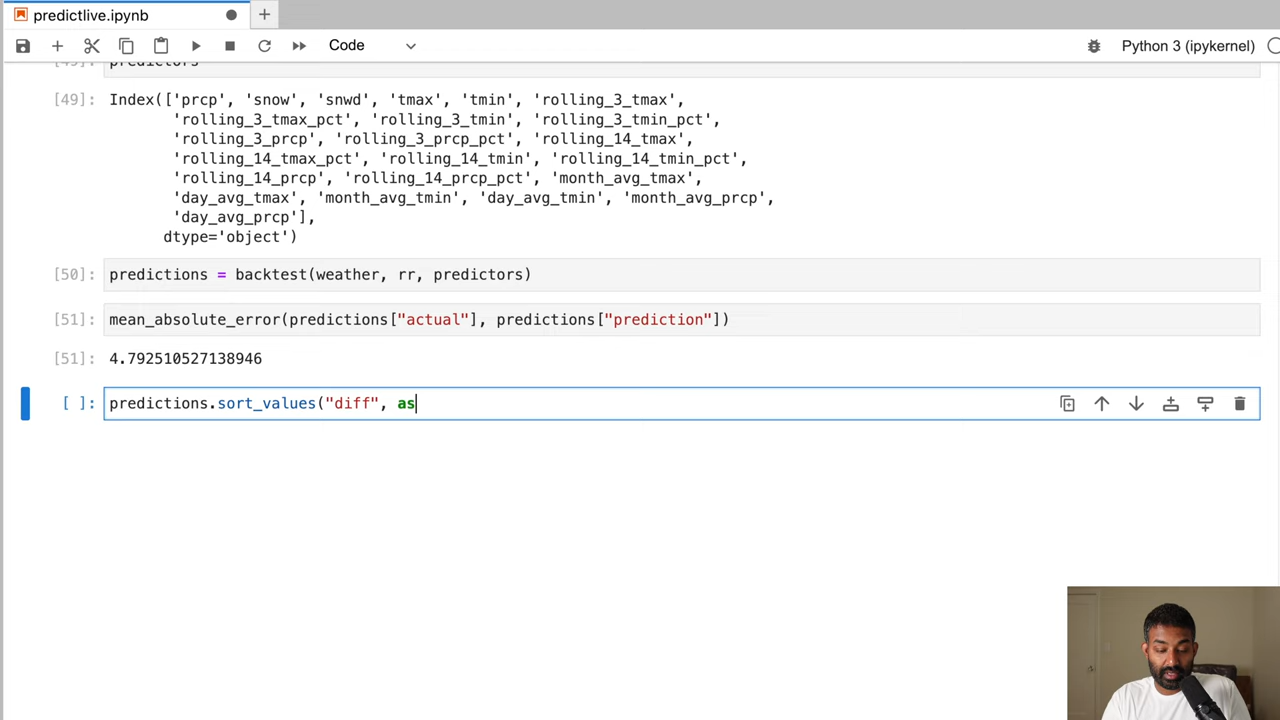 predictlive.ipynb
Code
Python 3 (ipykernel)
[49]:
predictors
[49]:
Index(['prcp', 'snow', 'snwd', 'tmax', 'tmin', 'rolling_3_tmax',
'rolling_3_tmax_pct', 'rolling_3_tmin', 'rolling_3_tmin_pct',
'rolling_3_prcp', 'rolling_3_prcp_pct', 'rolling_14_tmax',
'rolling_14_tmax_pct', 'rolling_14_tmin', 'rolling_14_tmin_pct',
'rolling_14_prcp', 'rolling_14_prcp_pct', 'month_avg_tmax',
'day_avg_tmax', 'month_avg_tmin', 'day_avg_tmin', 'month_avg_prcp',
'day_avg_prcp'],
dtype='object')
[50]: predictions = backtest(weather, rr, predictors)
[51]: mean_absolute_error(predictions["actual"], predictions["prediction"])
[51]: 4.792510527138946
[ ]: predictions.sort_values("diff", as